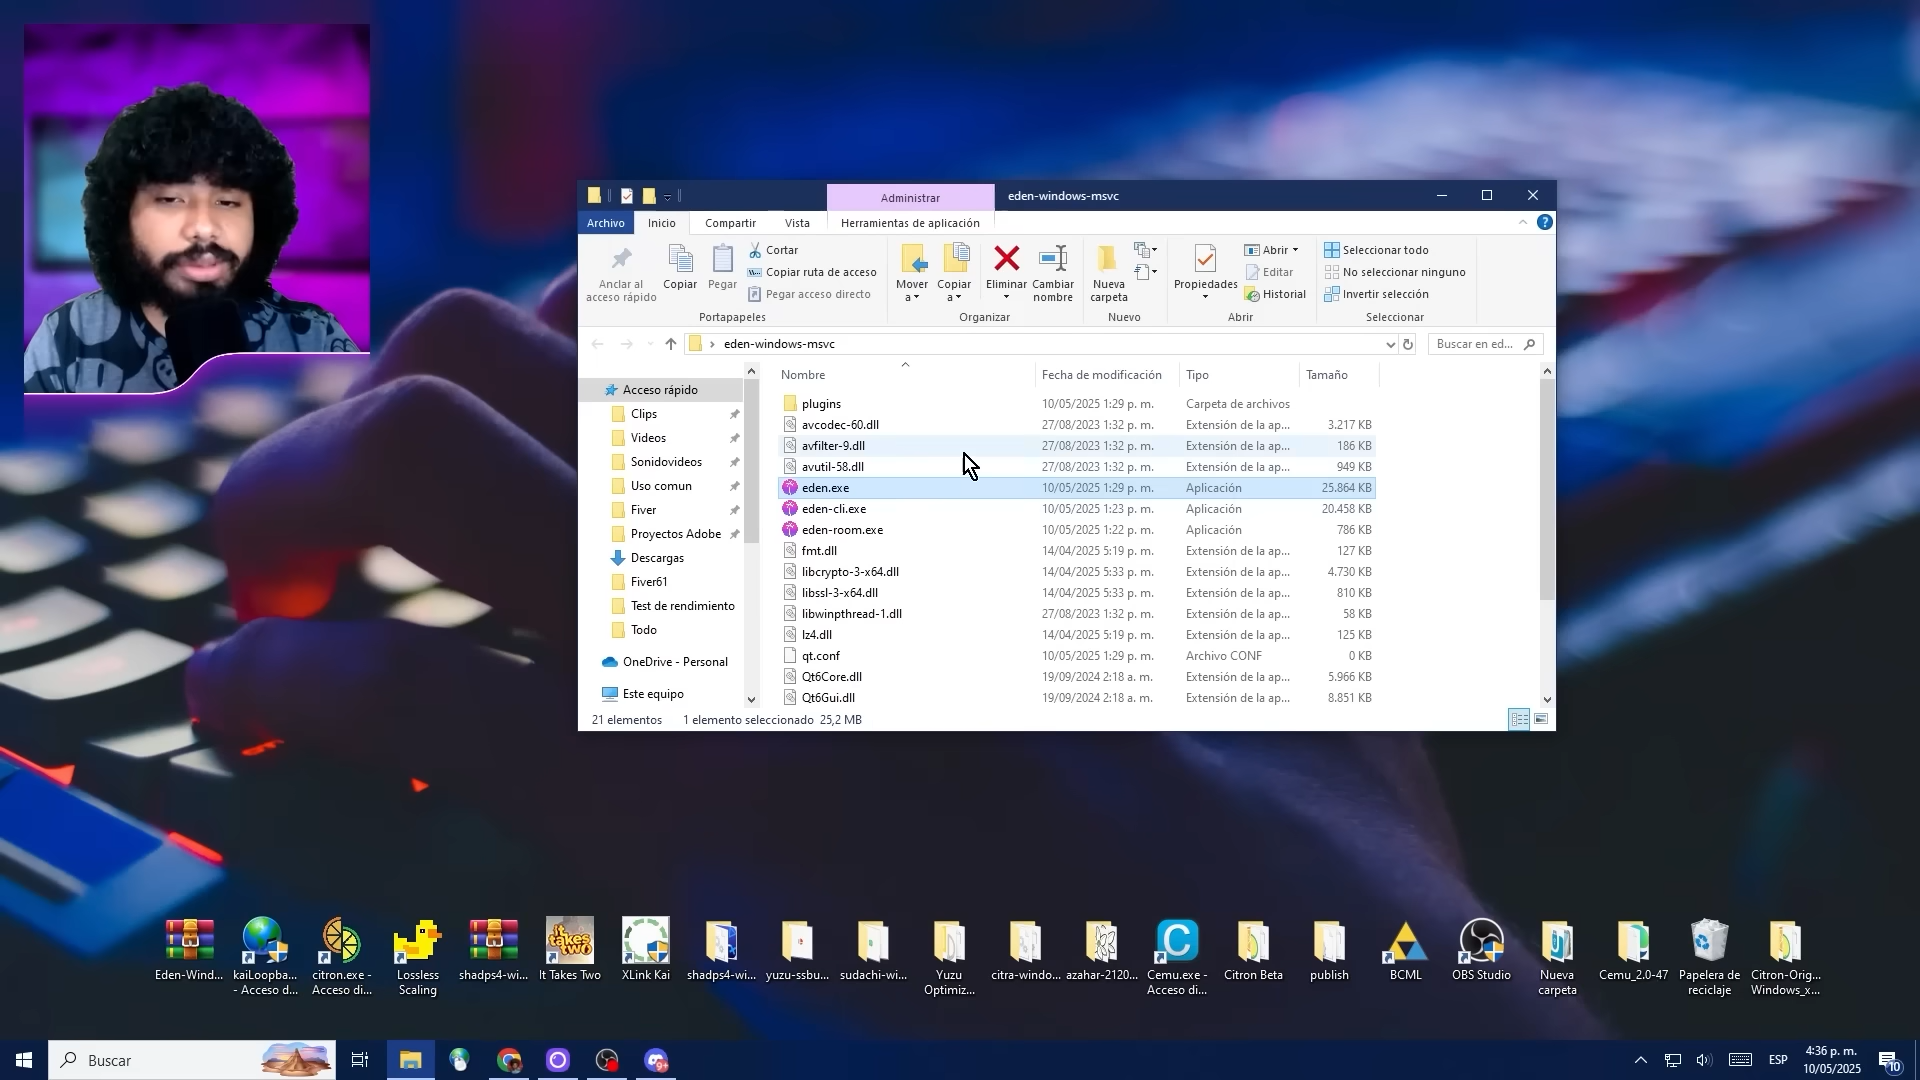 Administrar
eden-windows-msvc
Archivo
Inicio
Compartir
Vista
Herramientas de aplicación
Anclar al
acceso rápido
Copiar
Pegar
Cortar
Copiar ruta de acceso
Pegar acceso directo
Mover
a
Copiar
a
Eliminar
Cambiar
nombre
Nueva
carpeta
Propiedades
Abrir
Editar
Historial
Seleccionar todo
No seleccionar ninguno
Invertir selección
Portapapeles
Organizar
Nuevo
Abrir
Seleccionar
eden-windows-msvc
Buscar en ed...
Nombre
Fecha de modificación
Tipo
Tamaño
Acceso rápido
Clips
Videos
Sonidovideos
Uso comun
Fiver
Proyectos Adobe
Descargas
Fiver61
Test de rendimiento
Todo
OneDrive - Personal
Este equipo
plugins 10/05/2025 1:29 p. m. Carpeta de archivos
avcodec-60.dll 27/08/2023 1:32 p. m. Extensión de la ap... 3.217 KB
avfilter-9.dll 27/08/2023 1:32 p. m. Extensión de la ap... 186 KB
avutil-58.dll 27/08/2023 1:32 p. m. Extensión de la ap... 949 KB
eden.exe 10/05/2025 1:29 p. m. Aplicación 25.864 KB
eden-cli.exe 10/05/2025 1:23 p. m. Aplicación 20.458 KB
eden-room.exe 10/05/2025 1:22 p. m. Aplicación 786 KB
fmt.dll 14/04/2025 5:19 p. m. Extensión de la ap... 127 KB
libcrypto-3-x64.dll 14/04/2025 5:33 p. m. Extensión de la ap... 4.730 KB
libssl-3-x64.dll 14/04/2025 5:33 p. m. Extensión de la ap... 810 KB
libwinpthread-1.dll 27/08/2023 1:32 p. m. Extensión de la ap... 58 KB
lz4.dll 14/04/2025 5:19 p. m. Extensión de la ap... 125 KB
qt.conf 10/05/2025 1:29 p. m. Archivo CONF 0 KB
Qt6Core.dll 19/09/2024 2:18 a. m. Extensión de la ap... 5.966 KB
Qt6Gui.dll 19/09/2024 2:18 a. m. Extensión de la ap... 8.851 KB
21 elementos 1 elemento seleccionado 25,2 MB
Eden-Wind...
kaiLoopba...
- Acceso d...
citron.exe -
Acceso di...
Lossless
Scaling
shadps4-wi...
it takes
TWO
It Takes Two
XLink Kai
shadps4-wi...
yuzu-ssbu...
sudachi-wi...
Yuzu
Optimiz...
citra-windo...
azahar-2120...
Cemu.exe -
Acceso di...
Citron Beta
publish
BCML
OBS Studio
Nueva
carpeta
Cemu_2.0-47
Papelera de
reciclaje
Citron-Orig...
Windows_x...
Buscar
9+
ESP
4:36 p. m.
10/05/2025
10